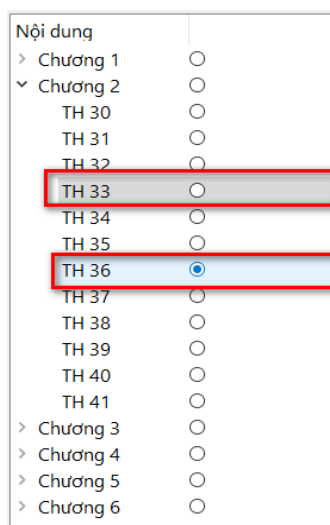 Nội dung
Chương 1
Chương 2
TH 30
TH 31
TH 32
TH 33
TH 34
TH 35
TH 36
TH 37
TH 38
TH 39
TH 40
TH 41
Chương 3
Chương 4
Chương 5
Chương 6